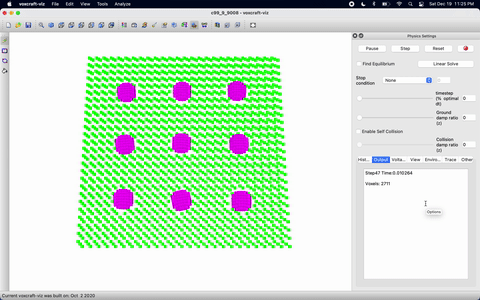 voxcraft-viz File Edit View Tools Analyze
Sat Dec 19 11:25 PM
c99_9_9008 - voxcraft-viz
Physics Settings
Pause Step Reset
Find Equilibrium Linear Solve
Stop condition None
timestep (% optimal dt) 0
Ground damp ratio (z) 0
Enable Self Collision
Collision damp ratio (z) 0
Hist... Output Volta... View Enviro... Trace Other
Step47 Time:0.010264
Voxels: 2711
Options
Current voxcraft-viz was built on: Oct 2 2020